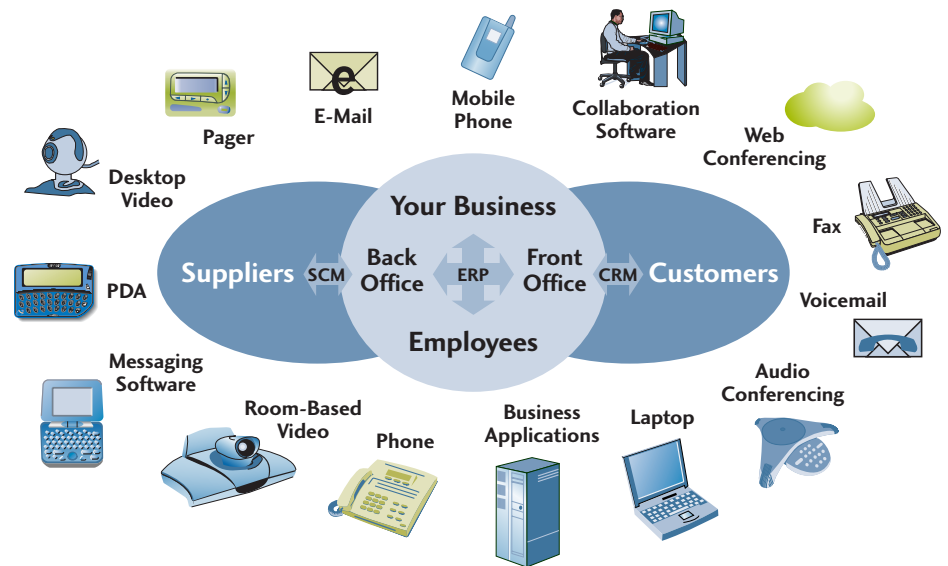 e
Mobile
Phone
Collaboration
Software
E-Mail
Pager
Web
Conferencing
Desktop
Video
Fax
Your Business
Suppliers
SCM
Back
Office
ERP
Front
Office
CRM
Customers
Employees
PDA
Voicemail
Messaging
Software
Audio
Conferencing
Room-Based
Video
Phone
Business
Applications
Laptop